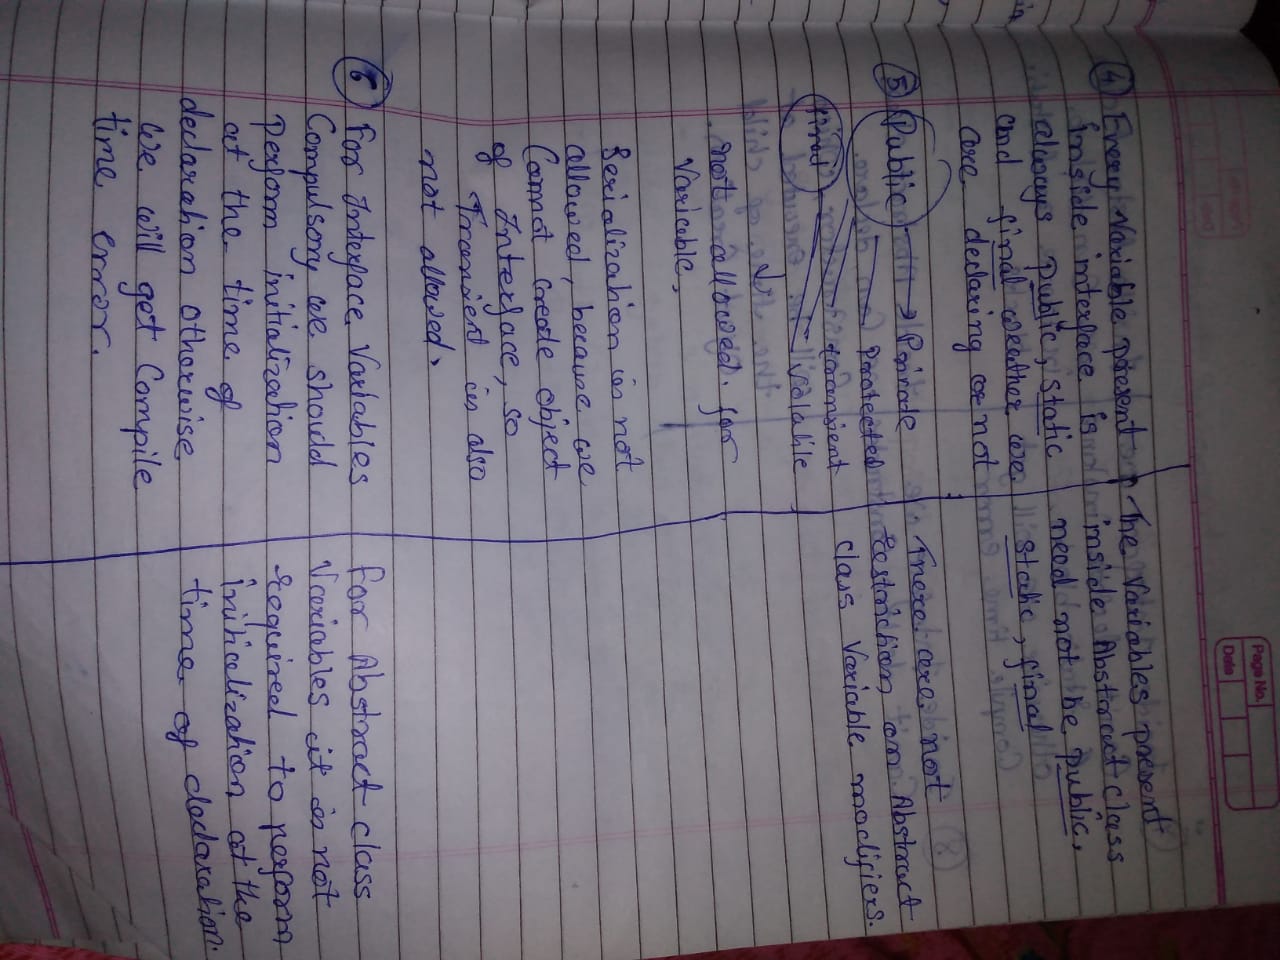 Page No.
Date
④ Every Variable present
inside interface is
always public, static
and final weather we
are declaring or not
The Variables present
inside Abstract class
need not be public,
static, final
⑤ Public → Private
→ protected
final → transient
→ volatile
not allowed. for
Variable.
Serialization is not
allowed, because we
Cannot create object
of Interface, so
transient is also
not allowed.
There are not
restriction on Abstract
class Variable modifiers.
⑥ For Interface Variables
Compulsory we should
perform initialization
at the time of
declaration otherwise
we will get Compile
time error.
for Abstract class
Variables it is not
required to perform
initialization at the
time of declaration.